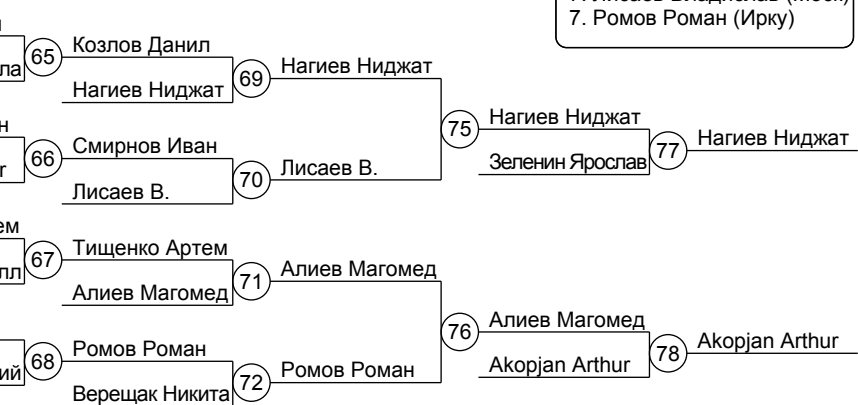 7. Ромов Роман (Ирку)
65
Козлов Данил
Нагиев Ниджат
69
Нагиев Ниджат
66
Смирнов Иван
Лисаев В.
70
Лисаев В.
75
Нагиев Ниджат
Зеленин Ярослав
77
Нагиев Ниджат
67
Тищенко Артем
Алиев Магомед
71
Алиев Магомед
68
Ромов Роман
Верещак Никита
72
Ромов Роман
76
Алиев Магомед
Akopjan Arthur
78
Akopjan Arthur